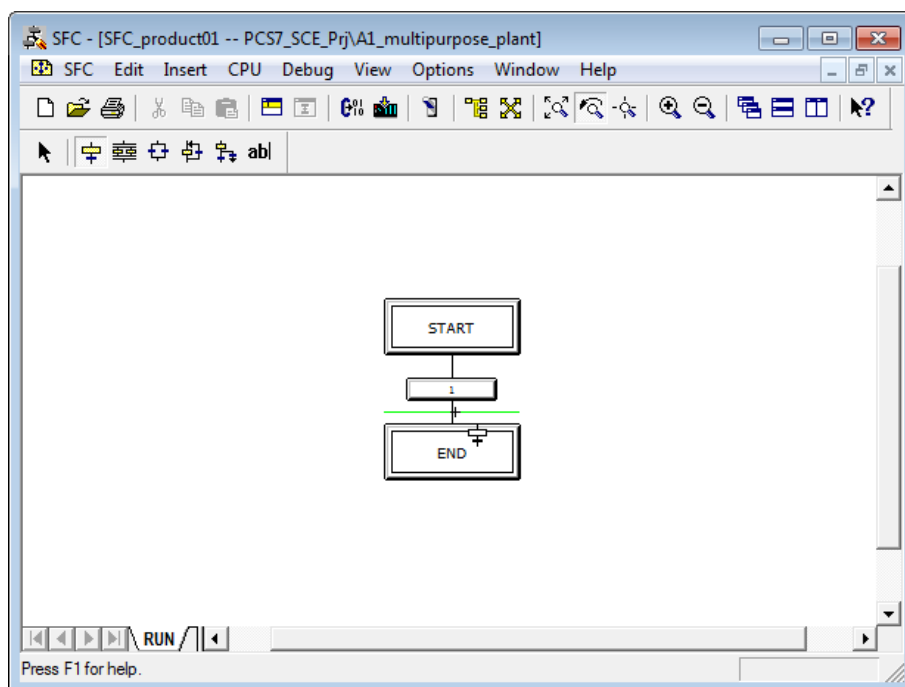 SFC - [SFC_product01 -- PCS7_SCE_Prj\A1_multipurpose_plant]
SFC Edit Insert CPU Debug View Options Window Help
abl
START
1
END
RUN
Press F1 for help.